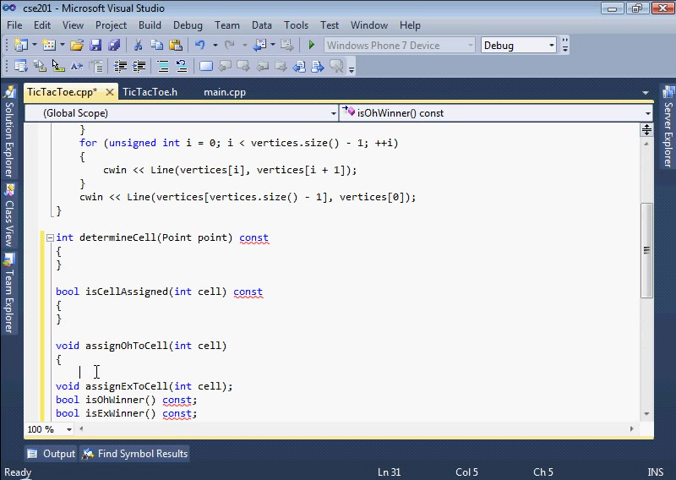 cse201 - Microsoft Visual Studio
File Edit View Project Build Debug Team Data Tools Test Window Help
Windows Phone 7 Device Debug
TicTacToe.cpp* TicTacToe.h main.cpp
(Global Scope) isOhWinner() const
}
for (unsigned int i = 0; i < vertices.size() - 1; ++i)
{
cwin << Line(vertices[i], vertices[i + 1]);
}
cwin << Line(vertices[vertices.size() - 1], vertices[0]);
}
int determineCell(Point point) const
{
}
bool isCellAssigned(int cell) const
{
}
void assignOhToCell(int cell)
{
void assignExToCell(int cell);
bool isOhWinner() const;
bool isExWinner() const;
100 %
Solution Explorer
Class View
Team Explorer
Server Explorer
Output Find Symbol Results
Ready Ln 31 Col 5 Ch 5 INS